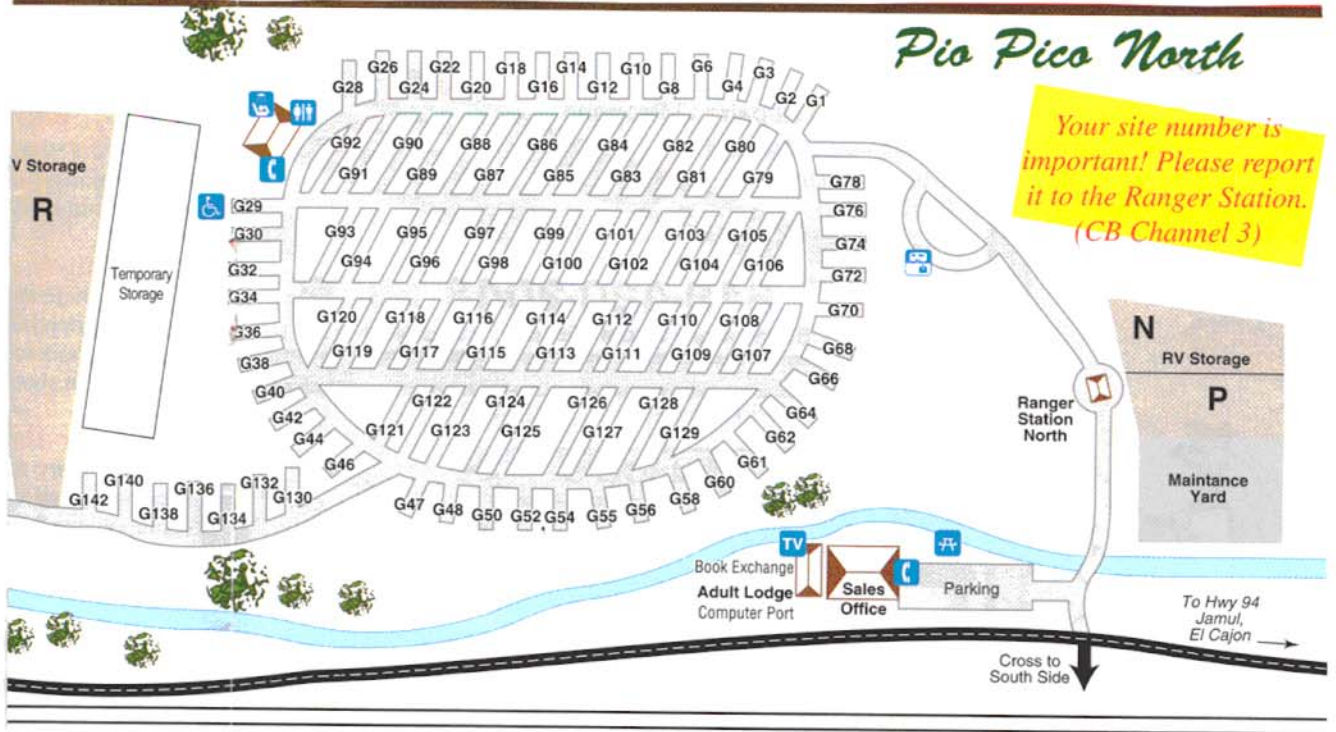 Pio Pico North
Your site number is
important! Please report
it to the Ranger Station.
(CB Channel 3)
G26 G22 G18 G14 G10 G6 G3
G28 G24 G20 G16 G12 G8 G4 G2 G1
G92 G90 G88 G86 G84 G82 G80
G91 G89 G87 G85 G83 G81 G79
V Storage
R
Temporary
Storage
G29
G30
G32
G34
G36
G38
G40
G42
G44
G46
G93 G95 G97 G99 G101 G103 G105
G94 G96 G98 G100 G102 G104 G106
G120 G118 G116 G114 G112 G110 G108
G119 G117 G115 G113 G111 G109 G107
G122 G124 G126 G128
G121 G123 G125 G127 G129
G78
G76
G74
G72
G70
G68
G66
G64
G62
G61
G60
G58
G47 G48 G50 G52 G54 G55 G56
G142 G140 G138 G136 G134 G132 G130
N
RV Storage
P
Maintance
Yard
Ranger
Station
North
TV
Book Exchange
Adult Lodge
Computer Port
Sales
Office
Parking
To Hwy 94
Jamul,
El Cajon
Cross to
South Side